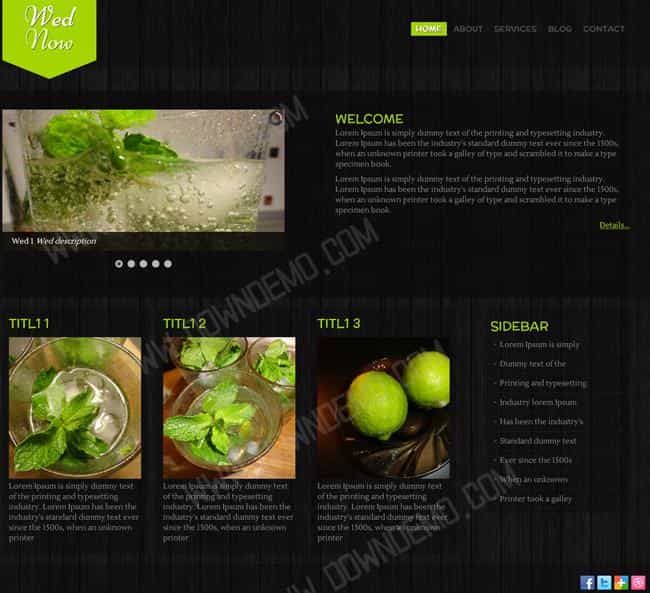 Wed
Now
HOME ABOUT SERVICES BLOG CONTACT
WELCOME
Lorem Ipsum is simply dummy text of the printing and typesetting industry.
Lorem Ipsum has been the industry's standard dummy text ever since the 1500s,
when an unknown printer took a galley of type and scrambled it to make a type
specimen book.
Lorem Ipsum is simply dummy text of the printing and typesetting industry.
Lorem Ipsum has been the industry's standard dummy text ever since the 1500s,
when an unknown printer took a galley of type and scrambled it to make a type
specimen book.
Details...
Wed 1 Wed description
TITL1 1
Lorem Ipsum is simply dummy text
of the printing and typesetting
industry. Lorem Ipsum has been the
industry's standard dummy text ever
since the 1500s, when an unknown
printer
TITL1 2
Lorem Ipsum is simply dummy text
of the printing and typesetting
industry. Lorem Ipsum has been the
industry's standard dummy text ever
since the 1500s, when an unknown
printer
TITL1 3
Lorem Ipsum is simply dummy text
of the printing and typesetting
industry. Lorem Ipsum has been the
industry's standard dummy text ever
since the 1500s, when an unknown
printer
SIDEBAR
- Lorem Ipsum is simply
- Dummy text of the
- Printing and typesetting
- Industry lorem Ipsum
- Has been the industry's
- Standard dummy text
- Ever since the 1500s
- When an unknown
- Printer took a galley
WWW.DOWNDEMO.COM
WWW.DOWNDEMO.COM
WWW.DOWNDEMO.COM
WWW.DOWNDEMO.COM